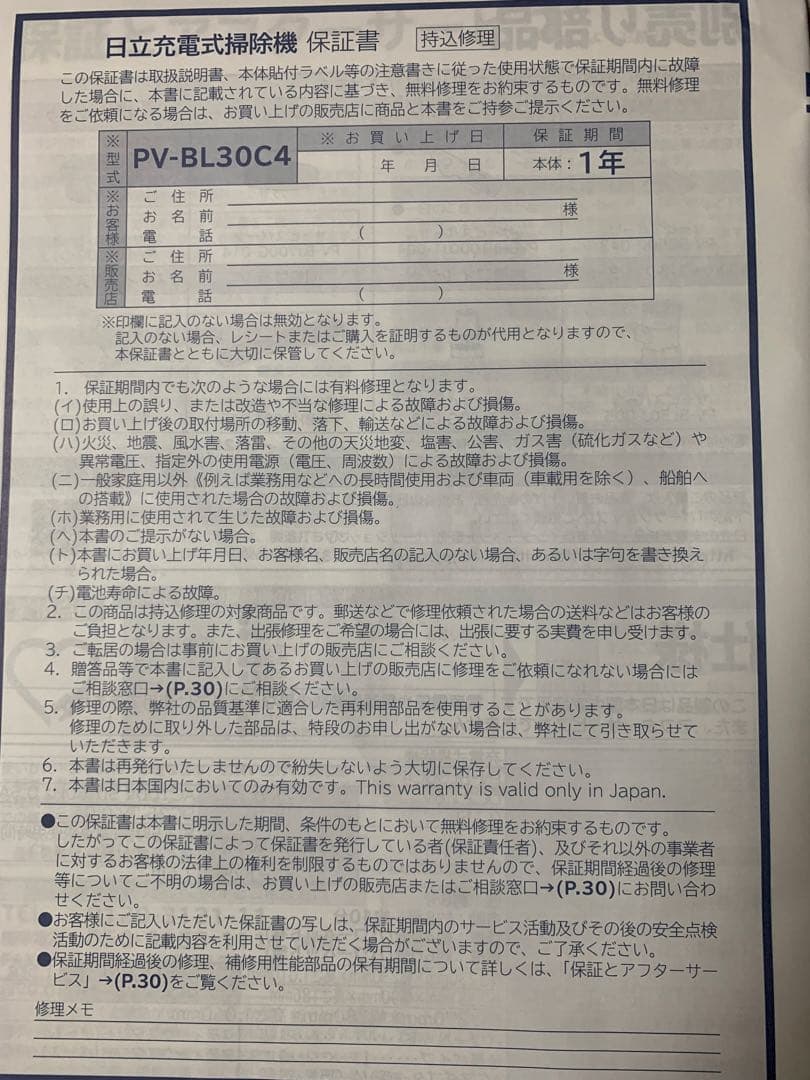 日立充電式掃除機 保証書 持込修理
この保証書は取扱説明書、本体貼付ラベル等の注意書きに従った使用状態で保証期間内に故障
した場合に、本書に記載されている内容に基づき、無料修理をお約束するものです。無料修理
をご依頼になる場合は、お買い上げの販売店に商品と本書をご持参ご提示ください。
※型式 PV-BL30C4 ※お買い上げ日 保証期間
年 月 日 本体：1年
※お客様 ご住所
お名前 様
電話 ( )
※販売店 ご住所
お名前 様
電話 ( )
※印欄に記入のない場合は無効となります。
記入のない場合、レシートまたはご購入を証明するものが代用となりますので、
本保証書とともに大切に保管してください。
1. 保証期間内でも次のような場合には有料修理となります。
(イ)使用上の誤り、または改造や不当な修理による故障および損傷。
(ロ)お買い上げ後の取付場所の移動、落下、輸送などによる故障および損傷。
(ハ)火災、地震、風水害、落雷、その他の天災地変、塩害、公害、ガス害（硫化ガスなど）や
異常電圧、指定外の使用電源（電圧、周波数）による故障および損傷。
(ニ)一般家庭用以外《例えば業務用などへの長時間使用および車両（車載用を除く）、船舶へ
の搭載》に使用された場合の故障および損傷。
(ホ)業務用に使用されて生じた故障および損傷。
(ヘ)本書のご提示がない場合。
(ト)本書にお買い上げ年月日、お客様名、販売店名の記入のない場合、あるいは字句を書き換え
られた場合。
(チ)電池寿命による故障。
2. この商品は持込修理の対象商品です。郵送などで修理依頼された場合の送料などはお客様の
ご負担となります。また、出張修理をご希望の場合には、出張に要する実費を申し受けます。
3. ご転居の場合は事前にお買い上げの販売店にご相談ください。
4. 贈答品等で本書に記入してあるお買い上げの販売店に修理をご依頼になれない場合には
ご相談窓口→(P.30)にご相談ください。
5. 修理の際、弊社の品質基準に適合した再利用部品を使用することがあります。
修理のために取り外した部品は、特段のお申し出がない場合は、弊社にて引き取らせて
いただきます。
6. 本書は再発行いたしませんので紛失しないよう大切に保存してください。
7. 本書は日本国内においてのみ有効です。This warranty is valid only in Japan.
●この保証書は本書に明示した期間、条件のもとにおいて無料修理をお約束するものです。
したがってこの保証書によって保証書を発行している者(保証責任者)、及びそれ以外の事業者
に対するお客様の法律上の権利を制限するものではありませんので、保証期間経過後の修理
等についてご不明の場合は、お買い上げの販売店またはご相談窓口→(P.30)にお問い合わ
せください。
●お客様にご記入いただいた保証書の写しは、保証期間内のサービス活動及びその後の安全点検
活動のために記載内容を利用させていただく場合がございますので、ご了承ください。
●保証期間経過後の修理、補修用性能部品の保有期間について詳しくは、「保証とアフターサー
ビス」→(P.30)をご覧ください。
修理メモ